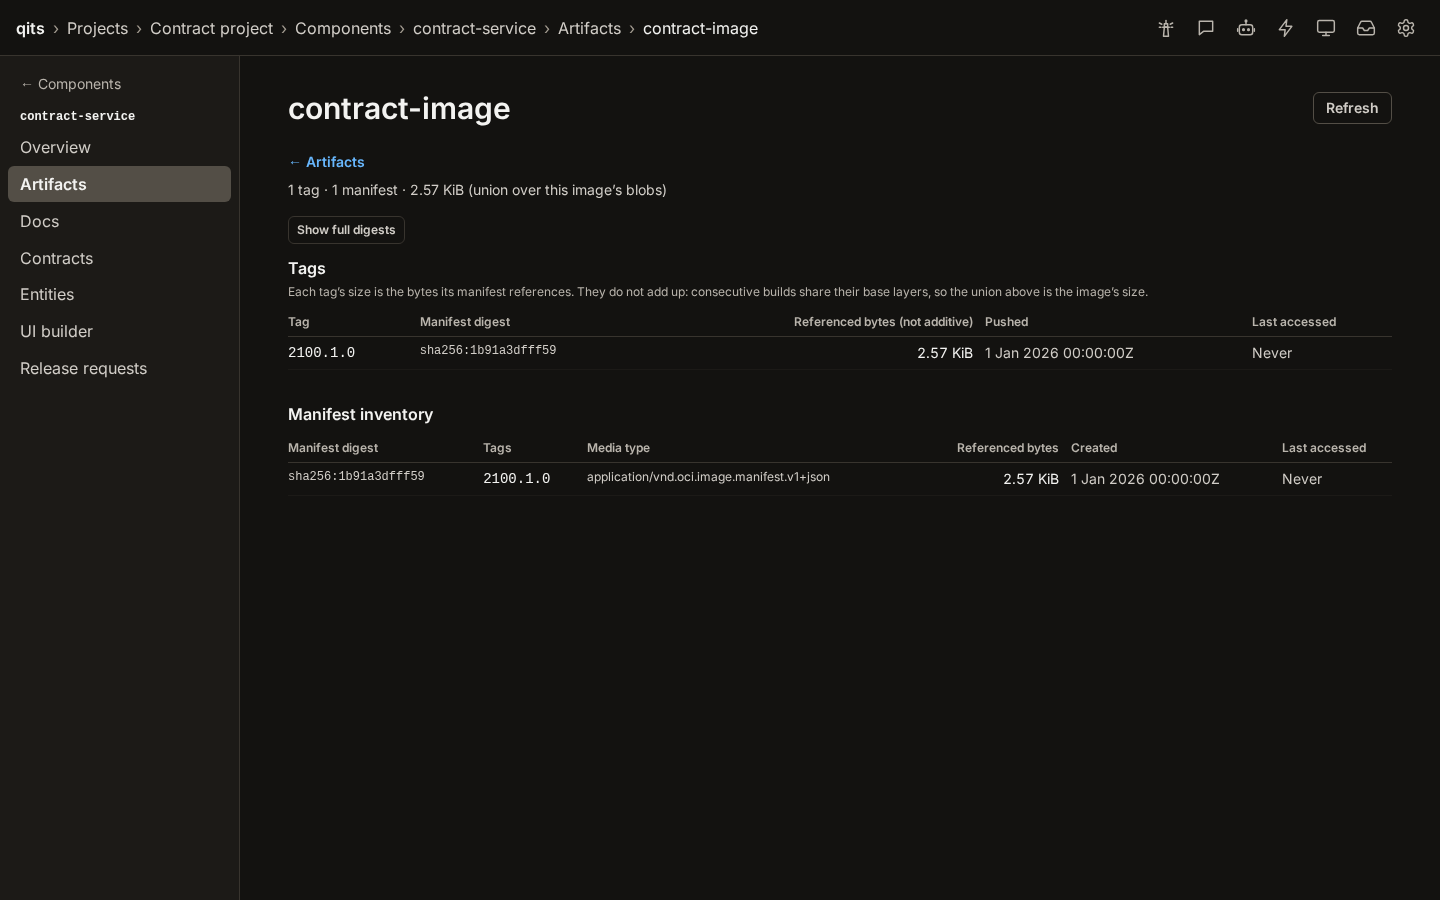 qits › Projects › Contract project › Components › contract-service › Artifacts › contract-image
← Components
contract-service
Overview
Artifacts
Docs
Contracts
Entities
UI builder
Release requests
contract-image
Refresh
← Artifacts
1 tag · 1 manifest · 2.57 KiB (union over this image’s blobs)
Show full digests
Tags
Each tag’s size is the bytes its manifest references. They do not add up: consecutive builds share their base layers, so the union above is the image’s size.
Tag Manifest digest Referenced bytes (not additive) Pushed Last accessed
2100.1.0 sha256:1b91a3dfff59 2.57 KiB 1 Jan 2026 00:00:00Z Never
Manifest inventory
Manifest digest Tags Media type Referenced bytes Created Last accessed
sha256:1b91a3dfff59 2100.1.0 application/vnd.oci.image.manifest.v1+json 2.57 KiB 1 Jan 2026 00:00:00Z Never